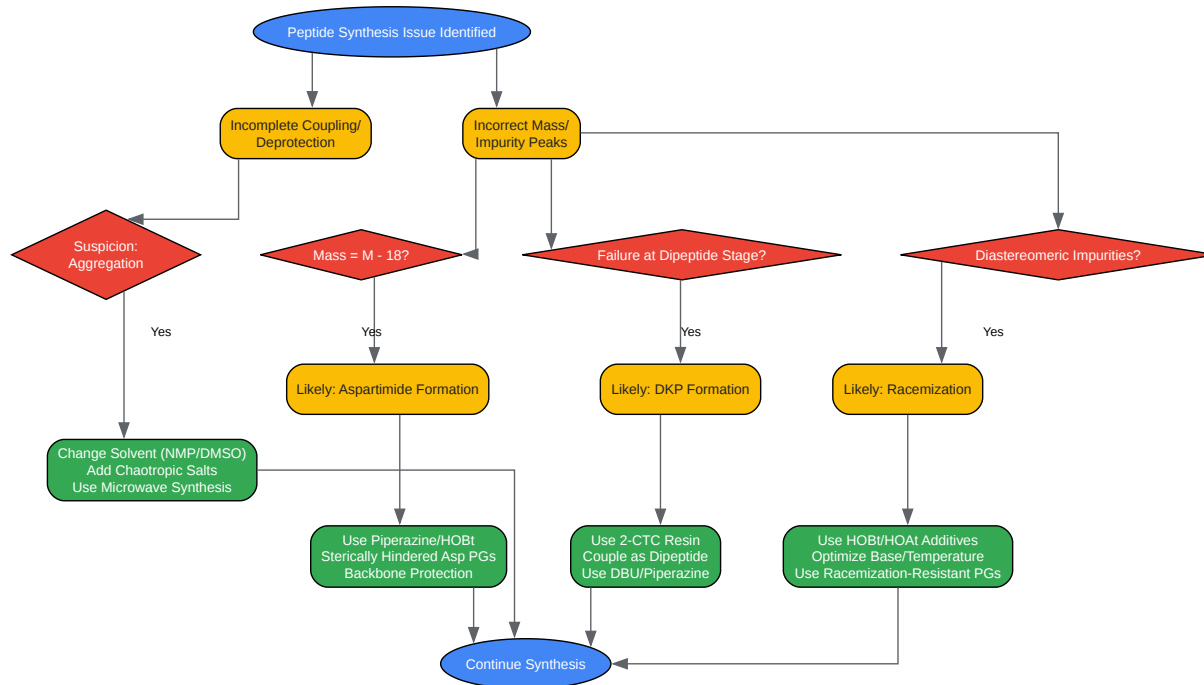 Peptide Synthesis Issue Identified
Incomplete Coupling/
Deprotection
Incorrect Mass/
Impurity Peaks
Suspicion:
Aggregation
Mass = M - 18?
Failure at Dipeptide Stage?
Diastereomeric Impurities?
Yes
Yes
Yes
Yes
Likely: Aspartimide Formation
Likely: DKP Formation
Likely: Racemization
Change Solvent (NMP/DMSO)
Add Chaotropic Salts
Use Microwave Synthesis
Use Piperazine/HOBt
Sterically Hindered Asp PGs
Backbone Protection
Use 2-CTC Resin
Couple as Dipeptide
Use DBU/Piperazine
Use HOBt/HOAt Additives
Optimize Base/Temperature
Use Racemization-Resistant PGs
Continue Synthesis